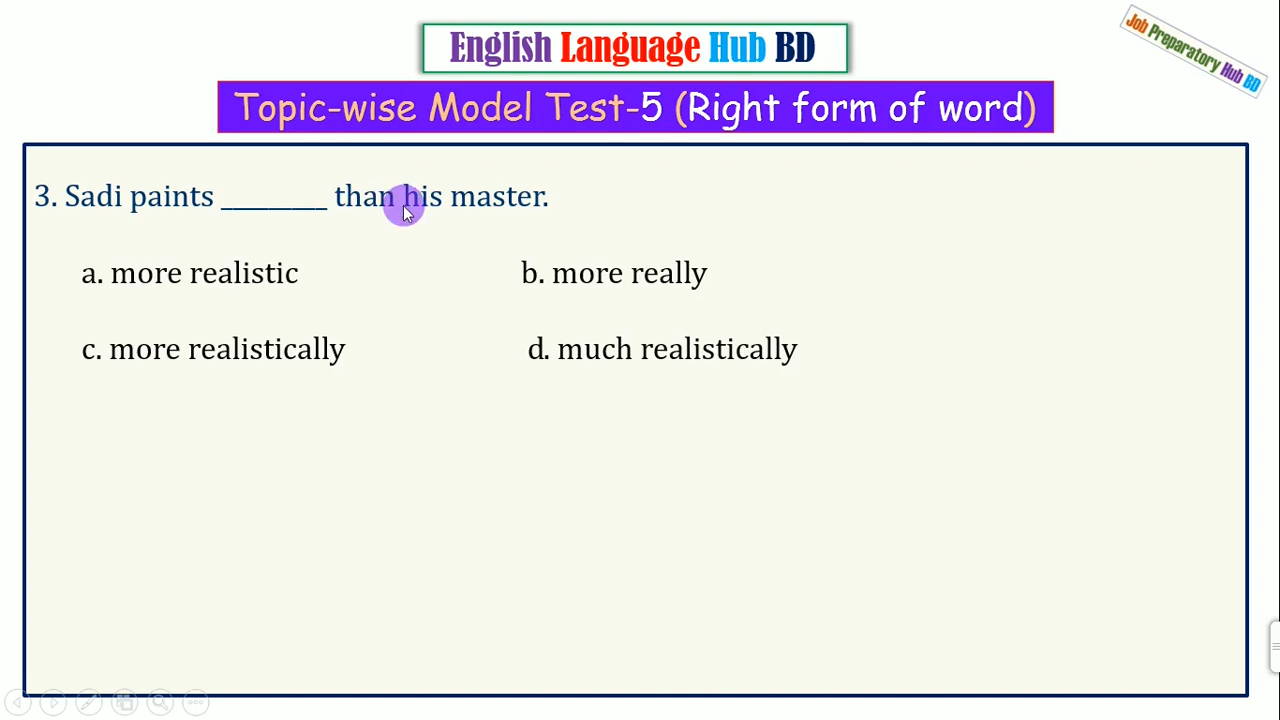 English Language Hub BD
Job Preparatory Hub BD
Topic-wise Model Test-5 (Right form of word)
3. Sadi paints _________ than his master.
a. more realistic b. more really
c. more realistically d. much realistically